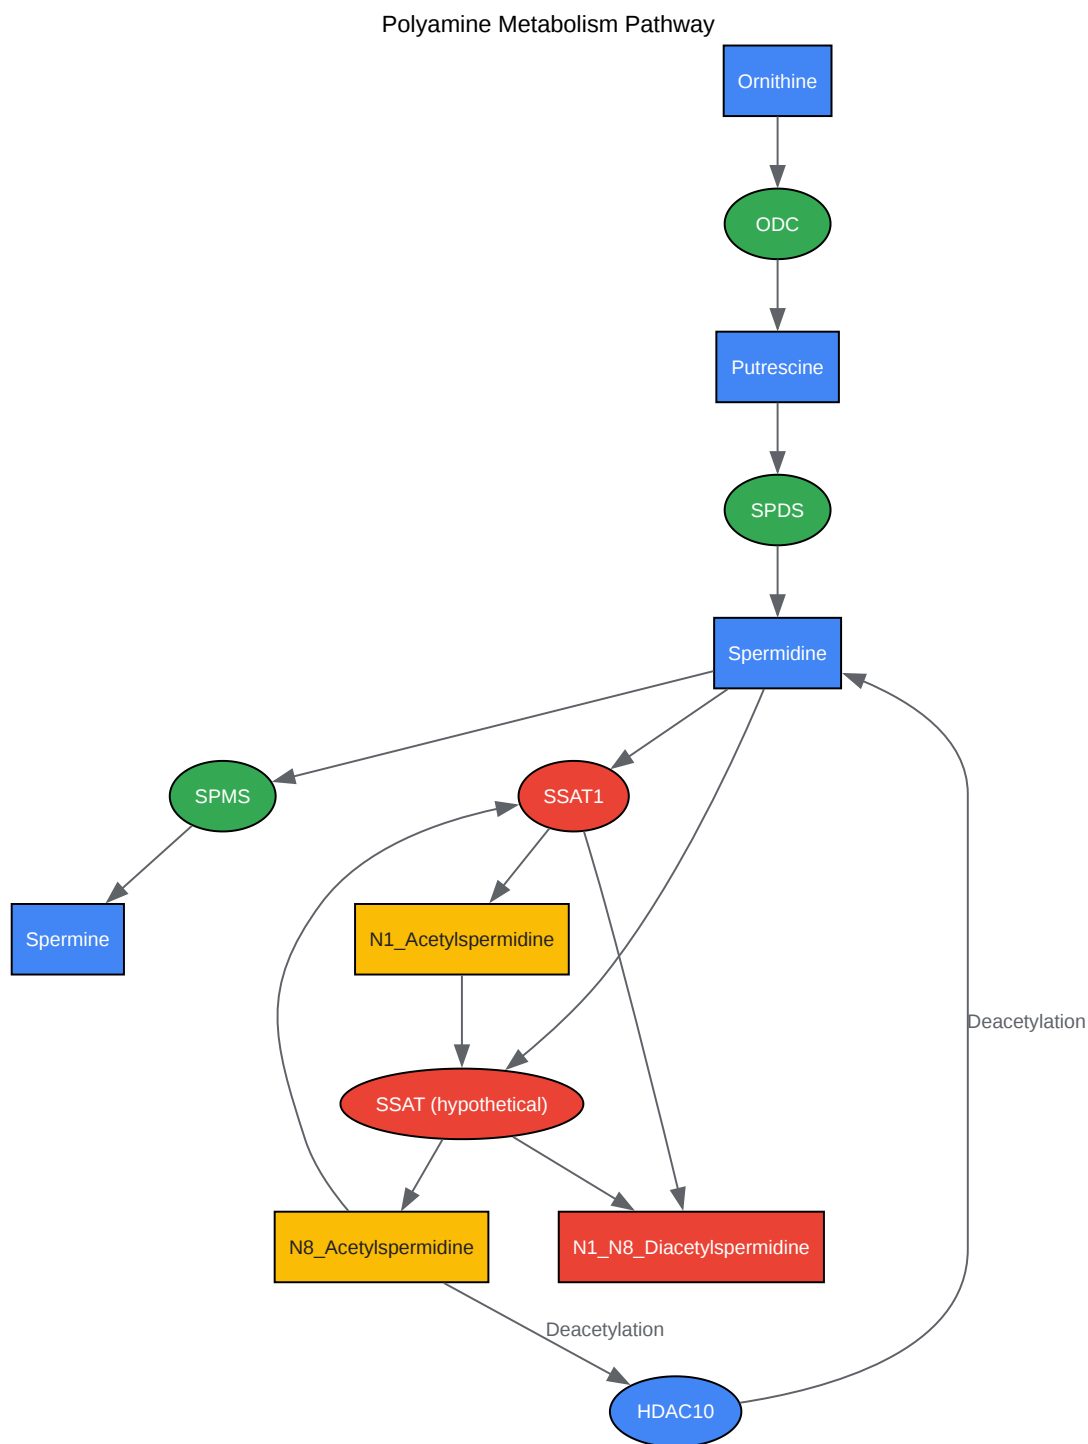 Polyamine Metabolism Pathway
Ornithine
ODC
Putrescine
SPDS
Spermidine
SPMS
SSAT1
Spermine
N1_Acetylspermidine
Deacetylation
SSAT (hypothetical)
N8_Acetylspermidine
N1_N8_Diacetylspermidine
Deacetylation
HDAC10